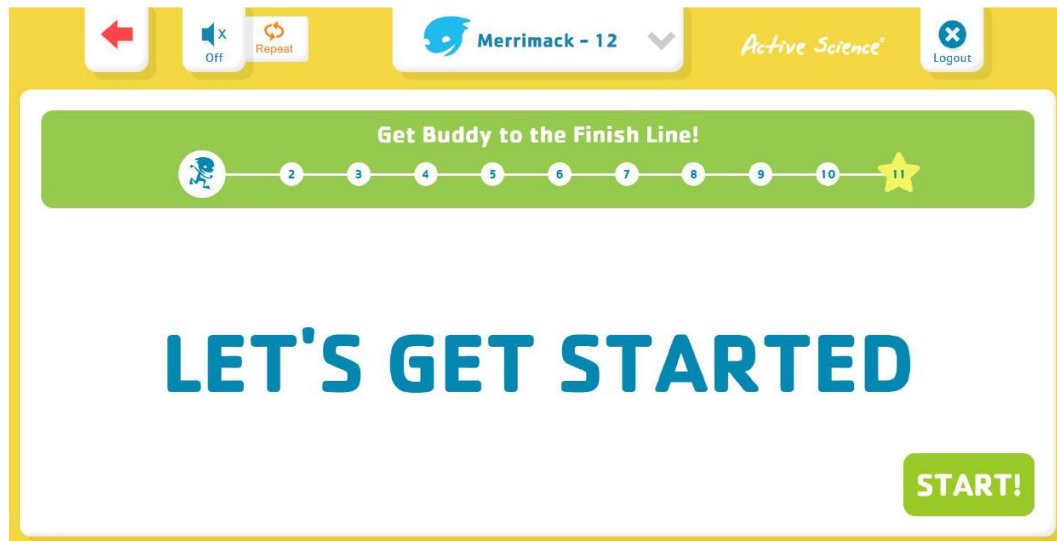 x
Off
Repeat
Merrimack - 12
Active Science®
Logout
Get Buddy to the Finish Line!
2 3 4 5 6 7 8 9 10 11
LET'S GET STARTED
START!